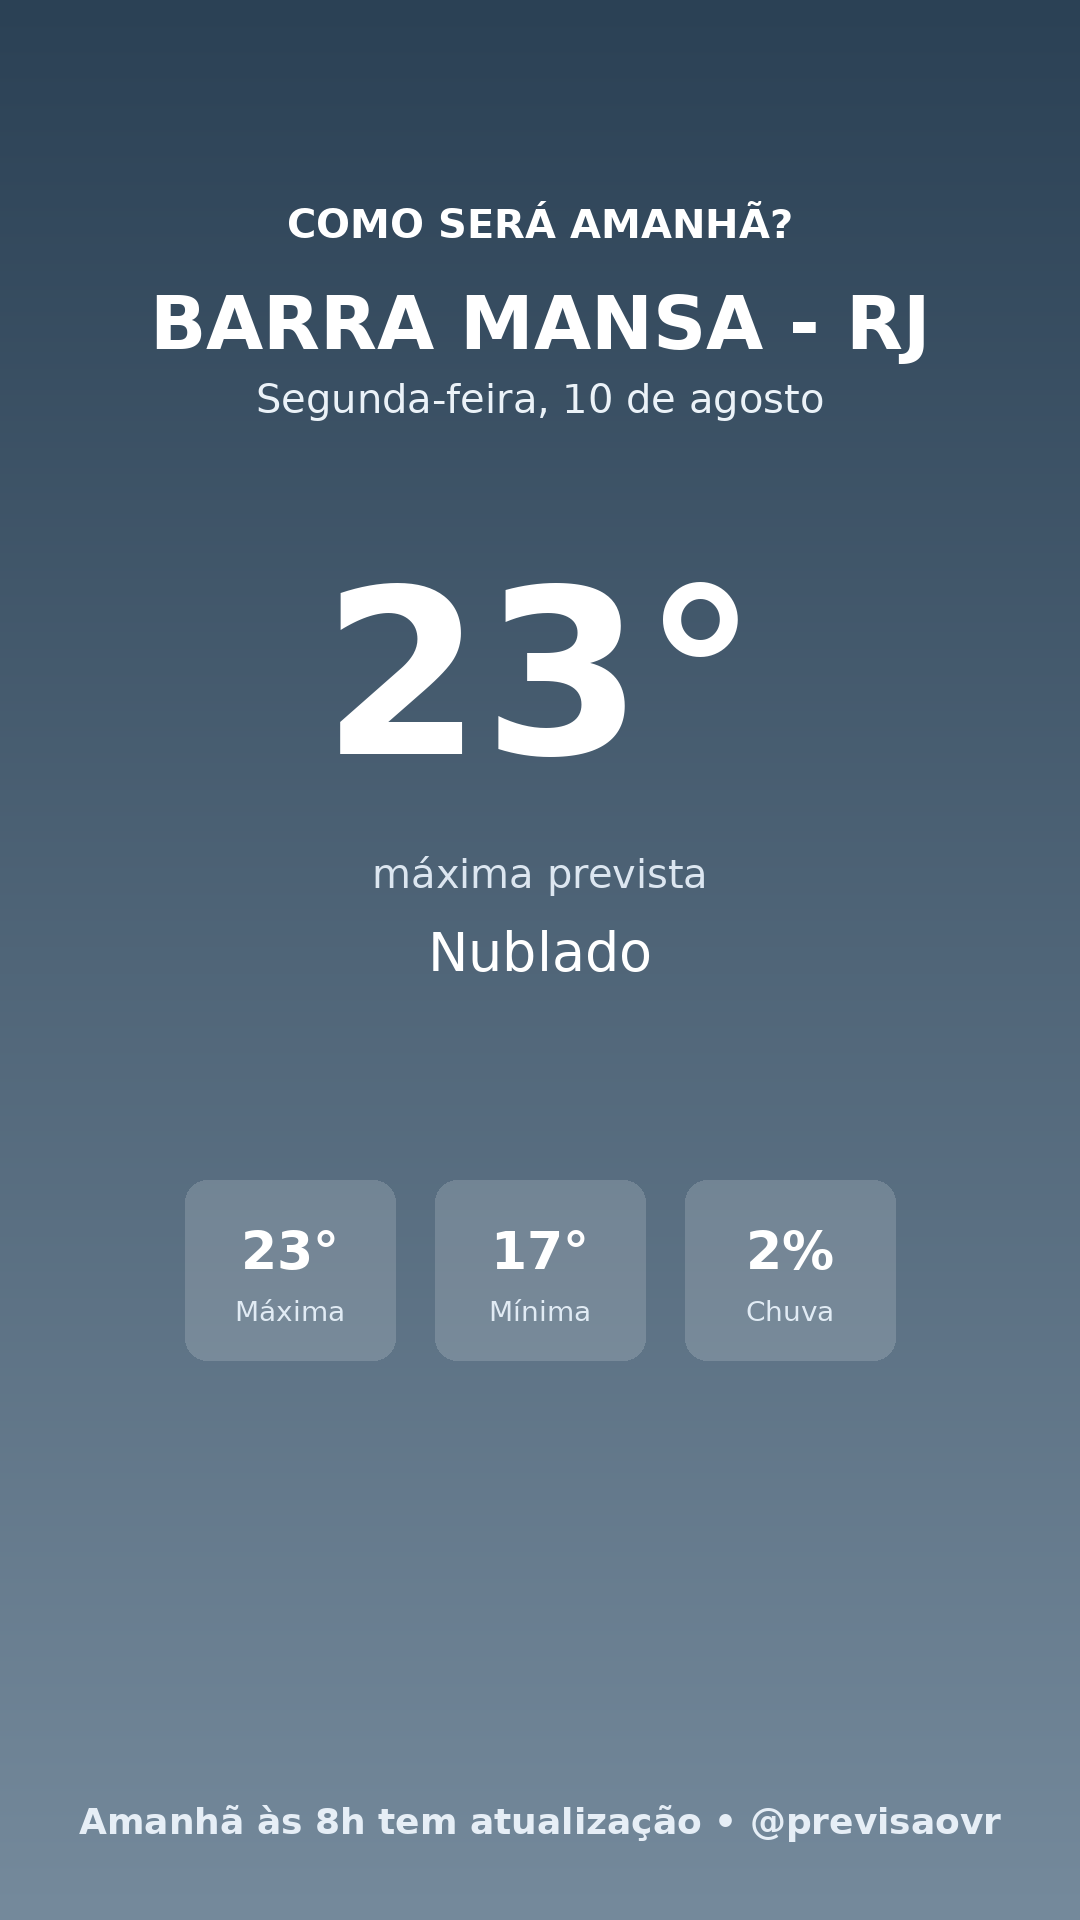 COMO SERÁ AMANHÃ?
BARRA MANSA - RJ
Segunda-feira, 10 de agosto
23°
máxima prevista
Nublado
23° 17° 2%
Máxima Mínima Chuva
Amanhã às 8h tem atualização • @previsaovr